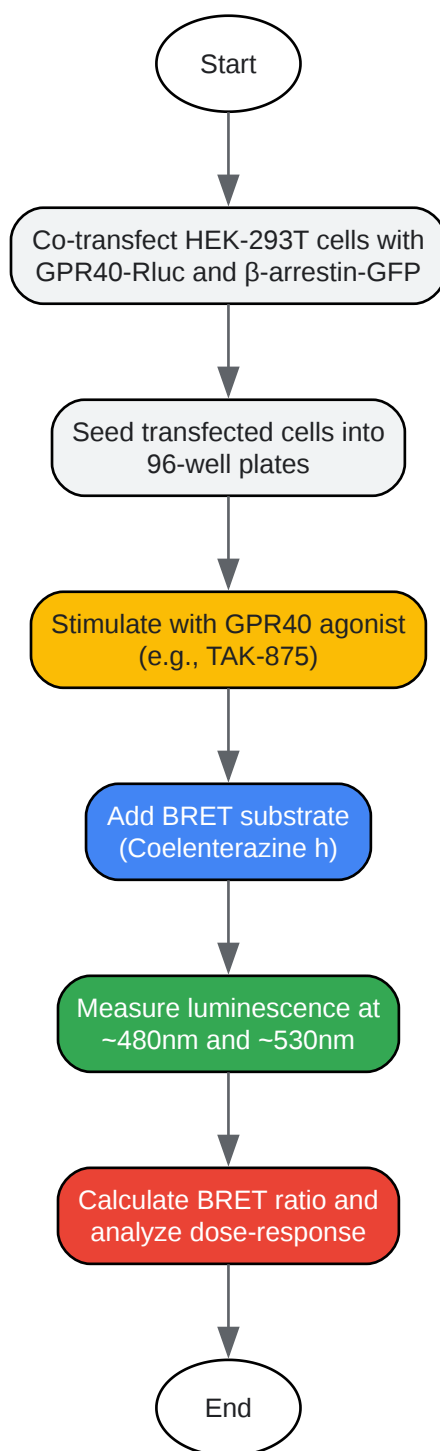 Start
Co-transfect HEK-293T cells with
GPR40-Rluc and β-arrestin-GFP
Seed transfected cells into
96-well plates
Stimulate with GPR40 agonist
(e.g., TAK-875)
Add BRET substrate
(Coelenterazine h)
Measure luminescence at
~480nm and ~530nm
Calculate BRET ratio and
analyze dose-response
End